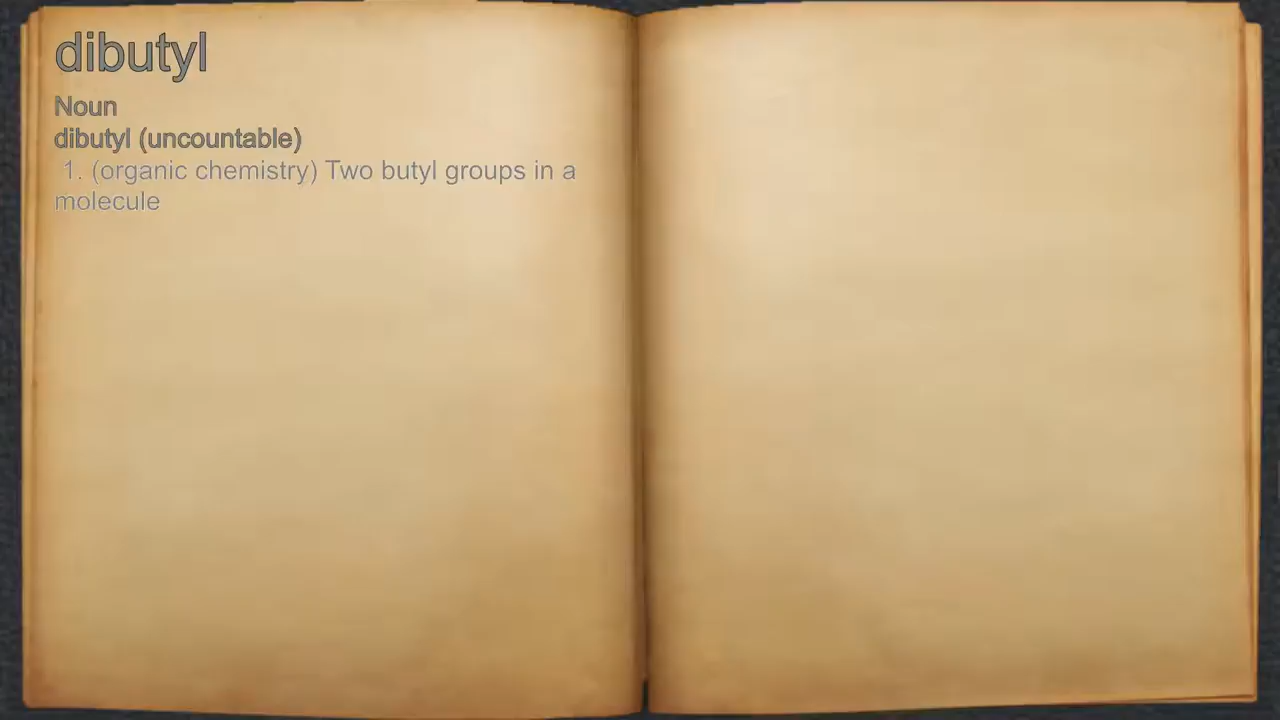 dibutyl
Noun
dibutyl (uncountable)
1. (organic chemistry) Two butyl groups in a
molecule